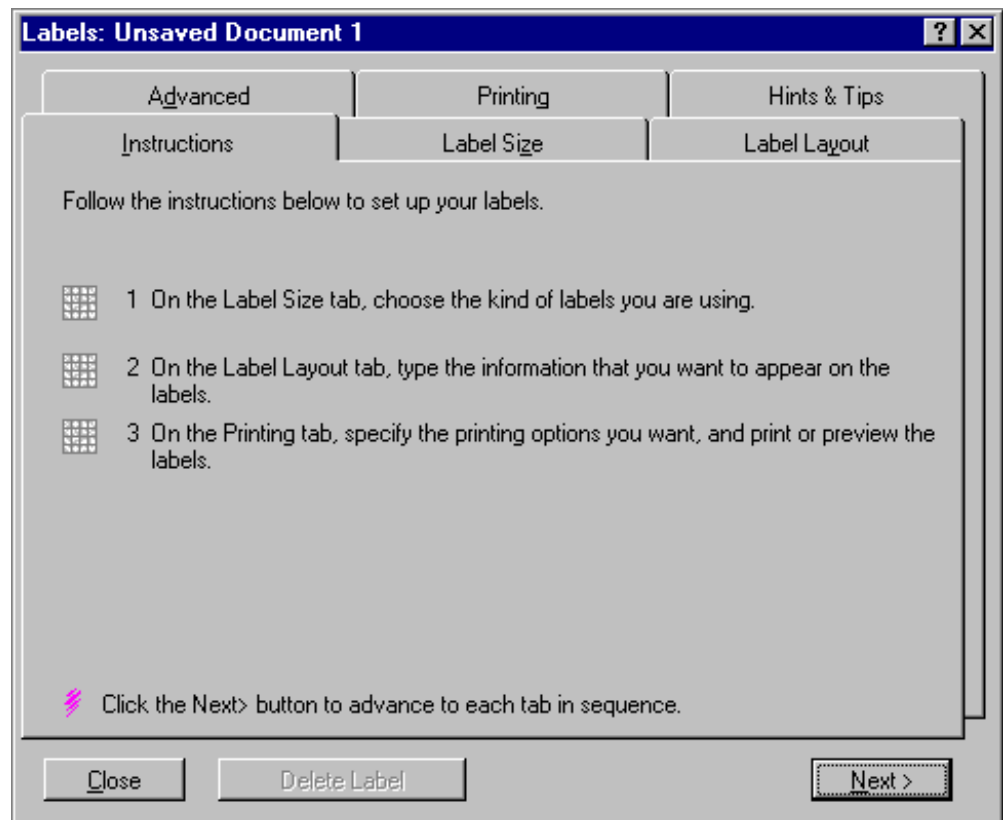 Labels: Unsaved Document 1
Advanced
Printing
Hints & Tips
Instructions
Label Size
Label Layout
Follow the instructions below to set up your labels.
1 On the Label Size tab, choose the kind of labels you are using.
2 On the Label Layout tab, type the information that you want to appear on the
labels.
3 On the Printing tab, specify the printing options you want, and print or preview the
labels.
Click the Next> button to advance to each tab in sequence.
Close
Delete Label
Next >